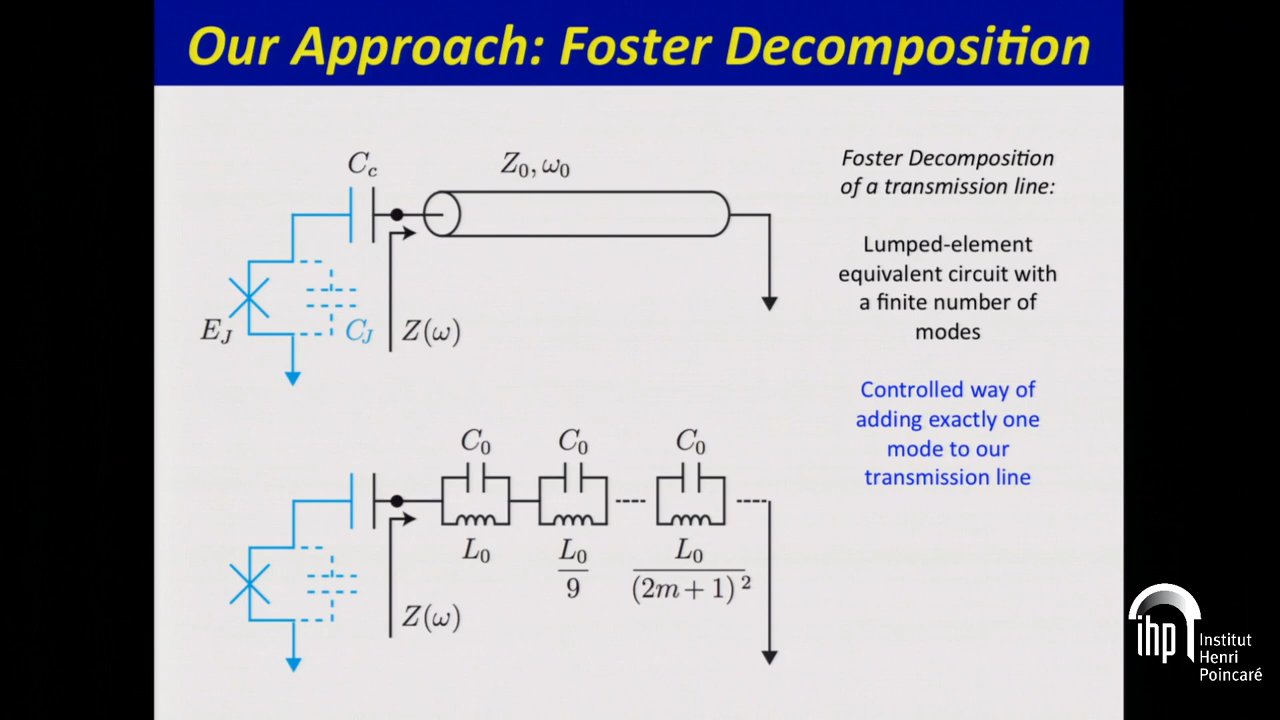 Our Approach: Foster Decomposition
C_c
Z_0, ω_0
E_J
C_J
Z(ω)
Foster Decomposition
of a transmission line:
Lumped-element
equivalent circuit with
a finite number of
modes
Controlled way of
adding exactly one
mode to our
transmission line
C_0
C_0
C_0
L_0
L_0/9
L_0/(2m+1)^2
Z(ω)
ihp
Institut
Henri
Poincaré